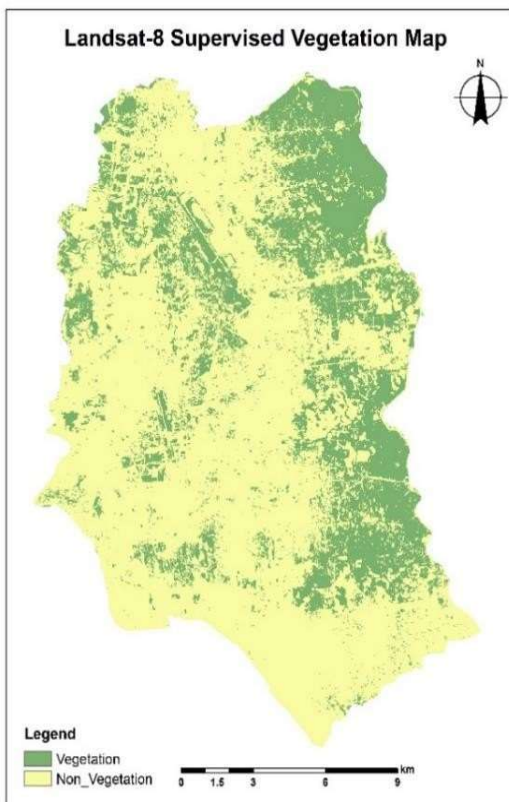 Landsat-8 Supervised Vegetation Map
N
Legend
Vegetation
Non_Vegetation
km
0 1.5 3 6 9